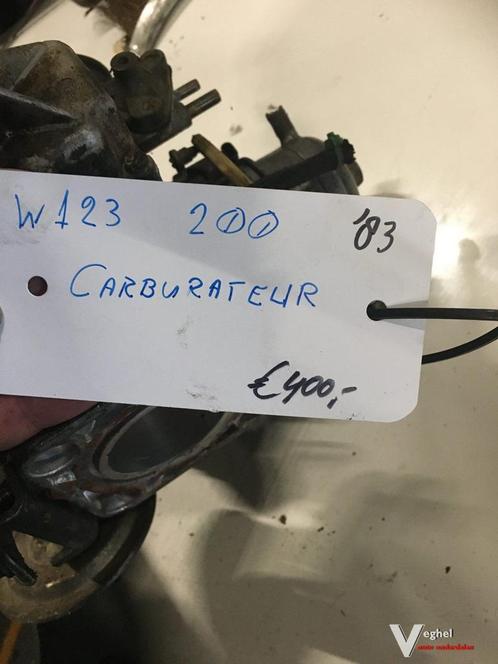 W123 200 '83
CARBURATEUR
€400,-
Veghel